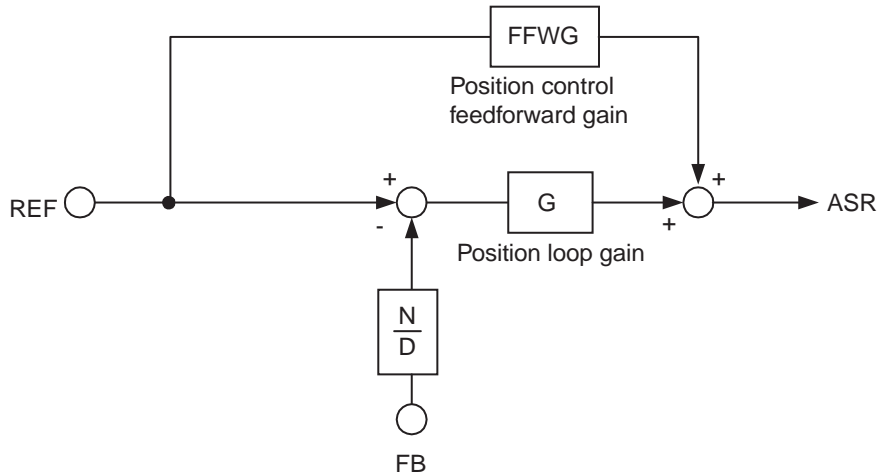 FFWG
Position control
feedforward gain
+
+
REF
G
ASR
-
+
Position loop gain
N
D
FB